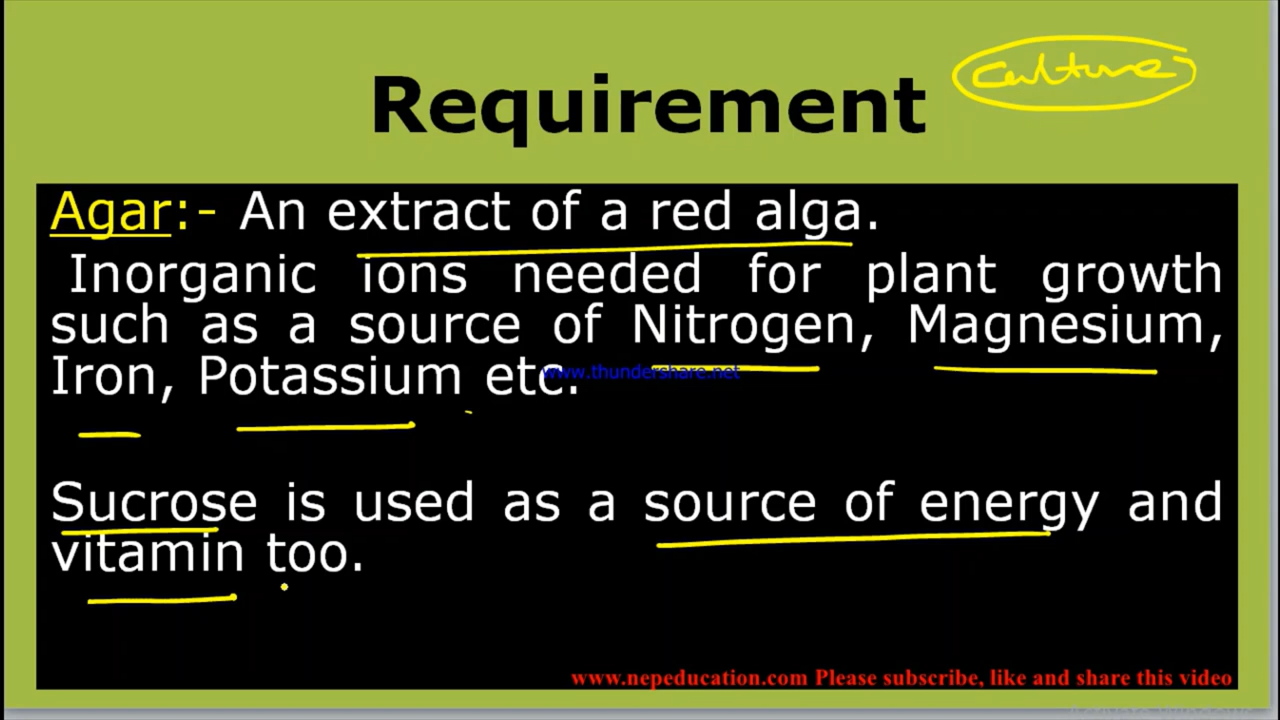 culture
Requirement
Agar:- An extract of a red alga.
Inorganic ions needed for plant growth
such as a source of Nitrogen, Magnesium,
Iron, Potassium etc.
www.thundershare.net
Sucrose is used as a source of energy and
vitamin too.
www.nepeducation.com Please subscribe, like and share this video